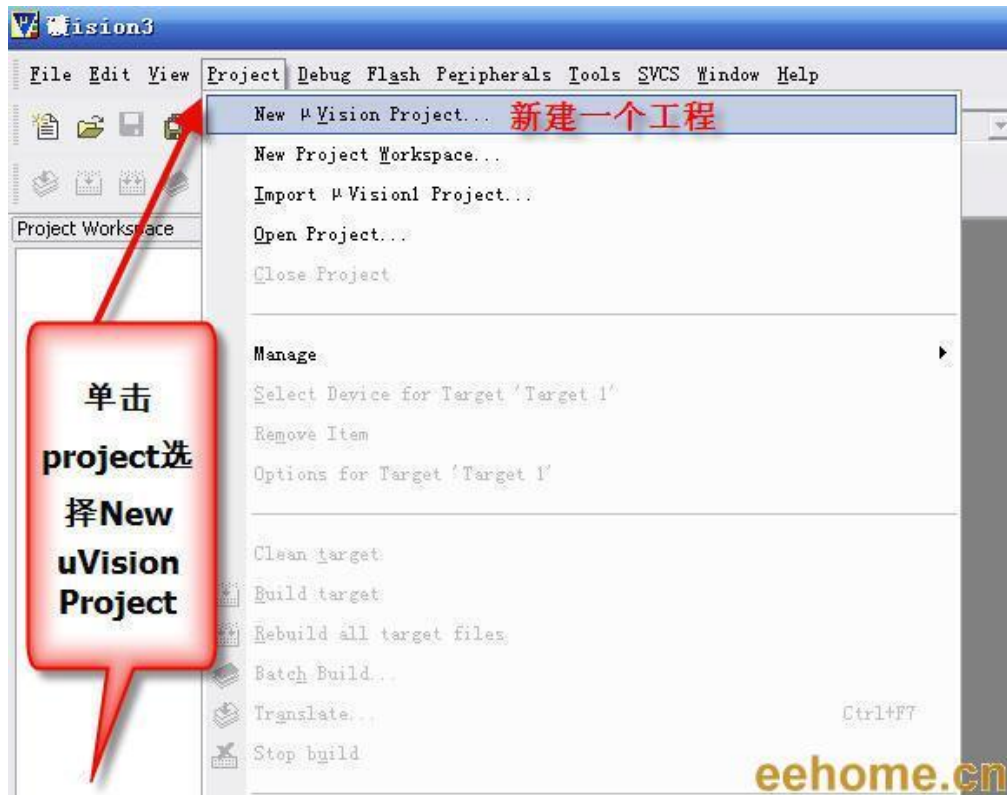 μVision3
File Edit View Project Debug Flash Peripherals Tools SVCS Window Help
New μVision Project... 新建一个工程
New Project Workspace...
Import μVision1 Project...
Open Project...
Close Project
Project Workspace
Manage
Select Device for Target 'Target 1'
Remove Item
Options for Target 'Target 1'
Clean target
Build target
Rebuild all target files
Batch Build...
Translate... Ctrl+F7
Stop build
单击
project选
择New
uVision
Project
eehome.cn